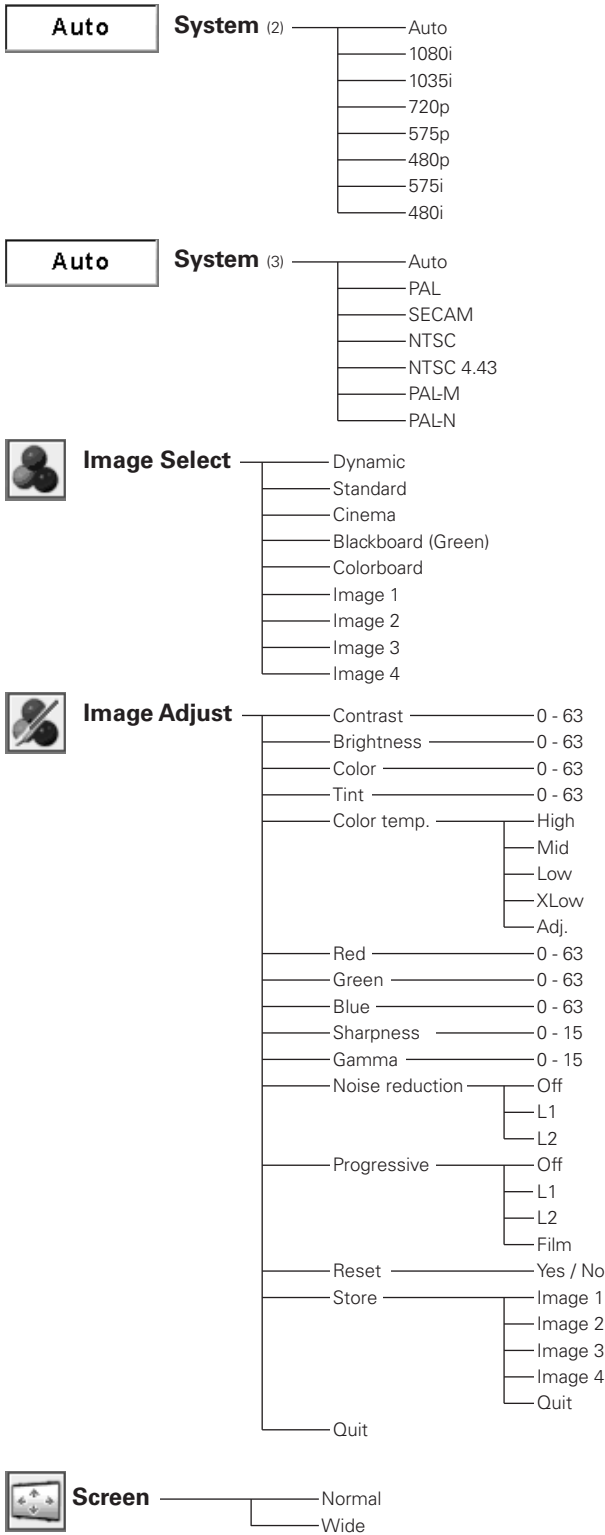 Auto System (2) Auto
1080i
1035i
720p
575p
480p
575i
480i
Auto System (3) Auto
PAL
SECAM
NTSC
NTSC 4.43
PAL-M
PAL-N
Image Select Dynamic
Standard
Cinema
Blackboard (Green)
Colorboard
Image 1
Image 2
Image 3
Image 4
Image Adjust Contrast 0 - 63
Brightness 0 - 63
Color 0 - 63
Tint 0 - 63
Color temp. High
Mid
Low
XLow
Adj.
Red 0 - 63
Green 0 - 63
Blue 0 - 63
Sharpness 0 - 15
Gamma 0 - 15
Noise reduction Off
L1
L2
Progressive Off
L1
L2
Film
Reset Yes / No
Store Image 1
Image 2
Image 3
Image 4
Quit
Quit
Screen Normal
Wide